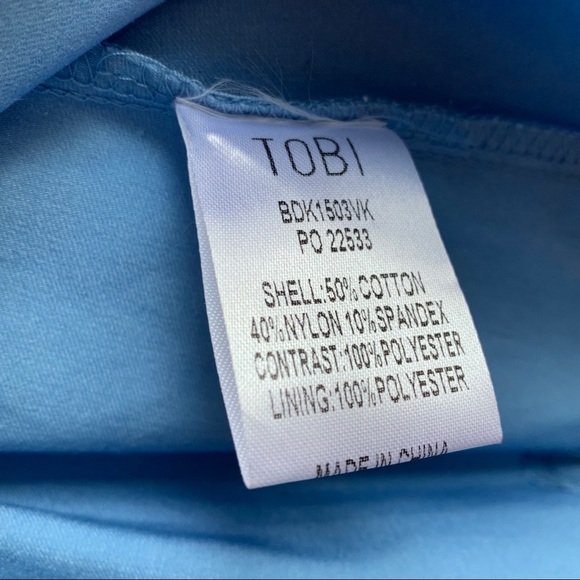 TOBI
BDK1503VK
PO 22533
SHELL:50%COTTON
40%NYLON 10%SPANDEX
CONTRAST:100%POLYESTER
LINING:100%POLYESTER
MADE IN CHINA